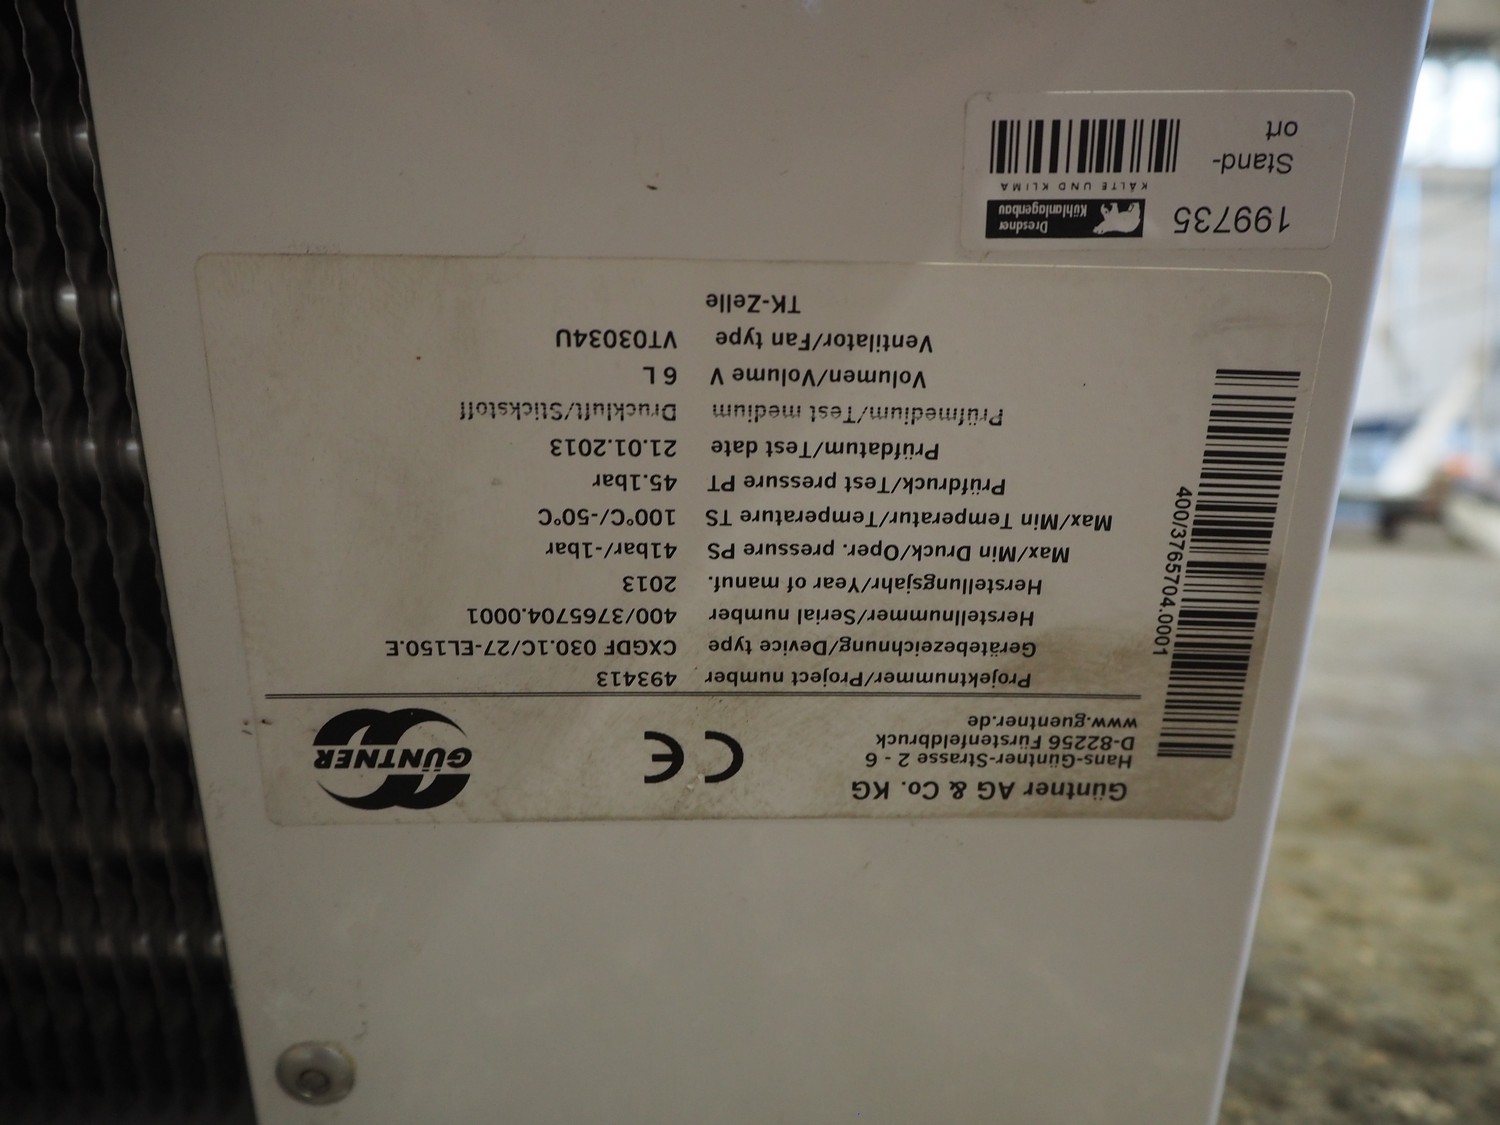 Güntner AG & Co. KG
Hans-Güntner-Strasse 2 - 6
D-82256 Fürstenfeldbruck
www.guentner.de
GÜNTNER
CE
Projektnummer/Project number 493413
Gerätebezeichnung/Device type CXGDF 030.1C/27-EL150.E
Herstellnummer/Serial number 400/3765704.0001
Herstellungsjahr/Year of manuf. 2013
Max/Min Druck/Oper. pressure PS 41bar/-1bar
Max/Min Temperatur/Temperature TS 100°C/-50°C
Prüfdruck/Test pressure PT 45.1bar
Prüfdatum/Test date 21.01.2013
Prüfmedium/Test medium Druckluft/Stickstoff
Volumen/Volume V 6 L
Ventilator/Fan type VT03034U
TK-Zelle
400/3765704.0001
199735
Dresdner
Kühlanlagenbau
KÄLTE UND KLIMA
Stand-
ort